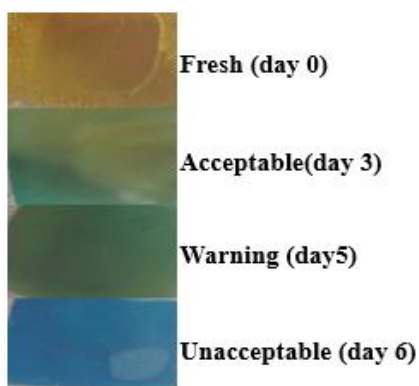 Fresh (day 0)
Acceptable(day 3)
Warning (day5)
Unacceptable (day 6)